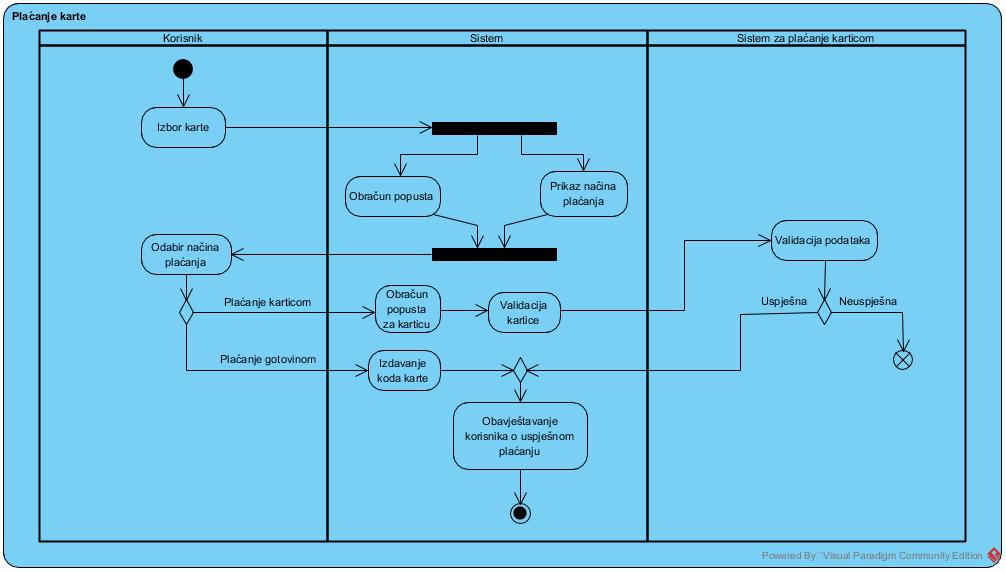 Plaćanje karte
Korisnik
Sistem
Sistem za plaćanje karticom
Izbor karte
Obračun popusta
Prikaz načina
plaćanja
Odabir načina
plaćanja
Validacija podataka
Plaćanje karticom
Obračun
popusta
za karticu
Validacija
kartice
Uspješna
Neuspješna
Plaćanje gotovinom
Izdavanje
koda karte
Obavještavanje
korisnika o uspješnom
plaćanju
Powered By Visual Paradigm Community Edition